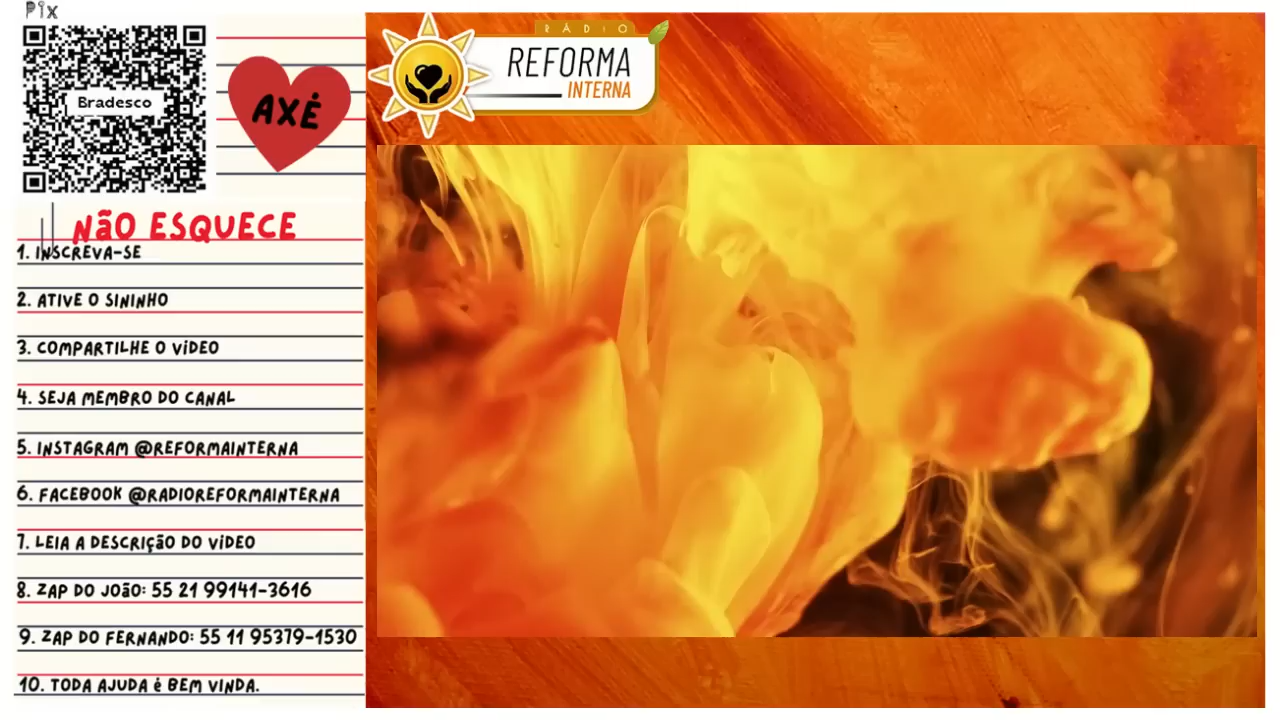 Pix
Bradesco
AXÉ
NãO ESQUECE
1. INSCREVA-SE
2. ATIVE O SININHO
3. COMPARTILHE O VíDEO
4. SEJA MEMBRO DO CANAL
5. INSTAGRAM @REFORMAINTERNA
6. FACEBOOK @RADIOREFORMAINTERNA
7. LEIA A DESCRIÇãO DO VíDEO
8. ZAP DO JOãO: 55 21 99141-3616
9. ZAP DO FERNANDO: 55 11 95379-1530
10. TODA AJUDA é BEM VINDA.
RÁDIO
REFORMA
INTERNA